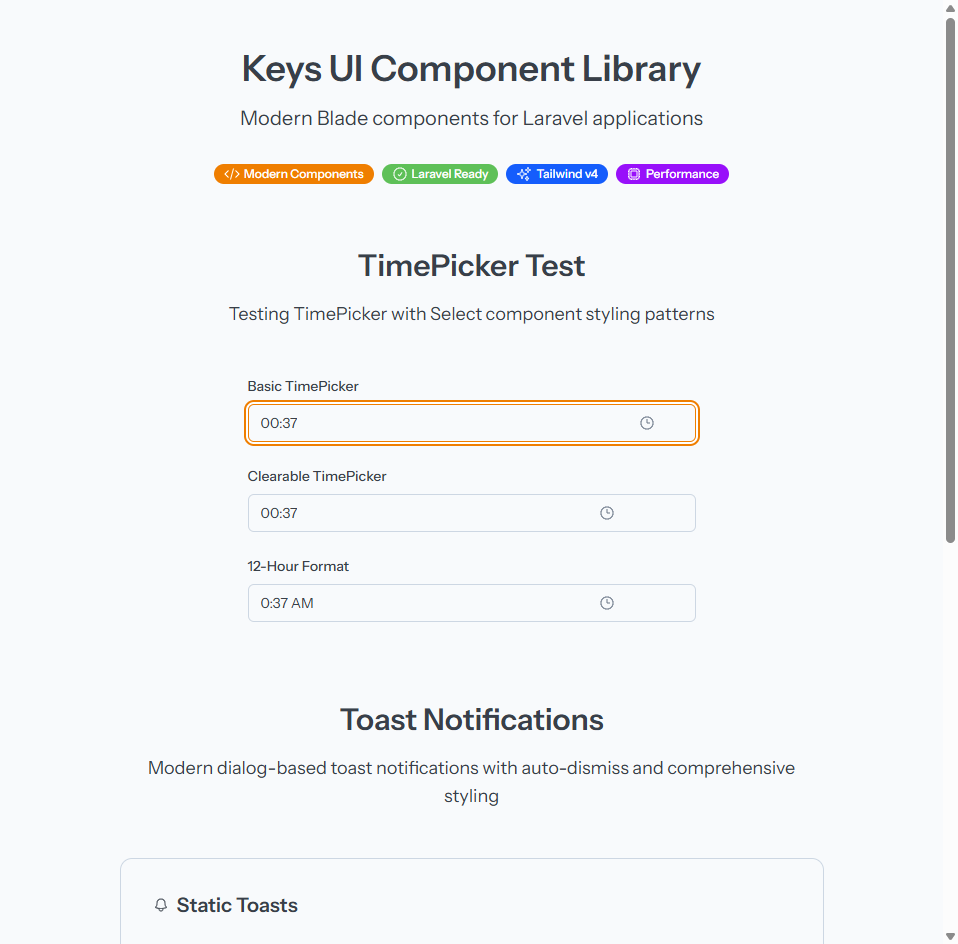 Keys UI Component Library
Modern Blade components for Laravel applications
</> Modern Components
Laravel Ready
Tailwind v4
Performance
TimePicker Test
Testing TimePicker with Select component styling patterns
Basic TimePicker
00:37
Clearable TimePicker
00:37
12-Hour Format
0:37 AM
Toast Notifications
Modern dialog-based toast notifications with auto-dismiss and comprehensive
styling
Static Toasts